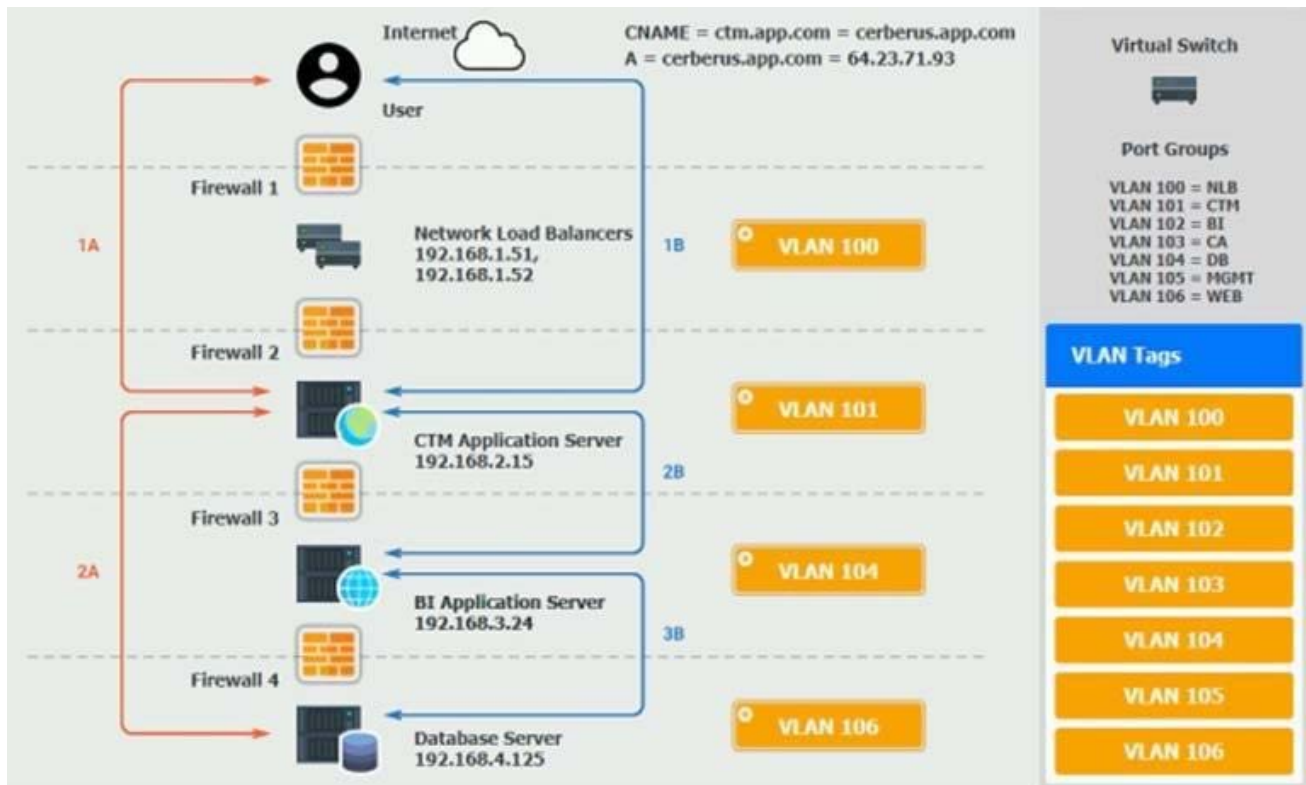 Internet
CNAME = ctm.app.com = cerberus.app.com
A = cerberus.app.com = 64.23.71.93
User
Firewall 1
1A
Network Load Balancers
192.168.1.51,
192.168.1.52
1B
VLAN 100
Firewall 2
CTM Application Server
192.168.2.15
VLAN 101
2B
Firewall 3
2A
BI Application Server
192.168.3.24
VLAN 104
3B
Firewall 4
Database Server
192.168.4.125
VLAN 106
Virtual Switch
Port Groups
VLAN 100 = NLB
VLAN 101 = CTM
VLAN 102 = BI
VLAN 103 = CA
VLAN 104 = DB
VLAN 105 = MGMT
VLAN 106 = WEB
VLAN Tags
VLAN 100
VLAN 101
VLAN 102
VLAN 103
VLAN 104
VLAN 105
VLAN 106